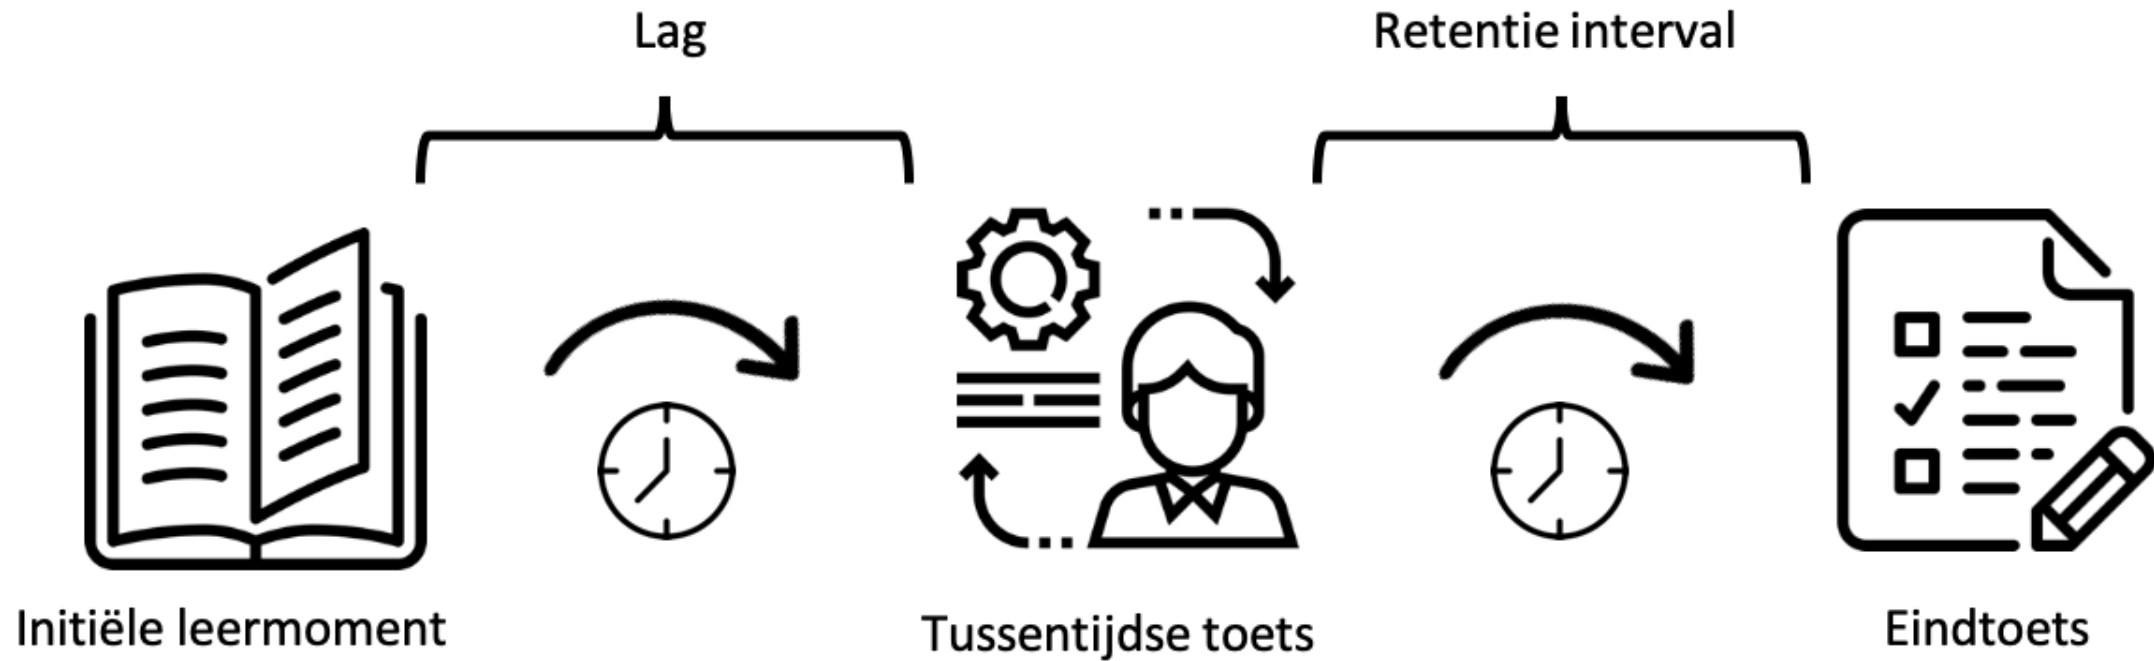 Lag
Retentie interval
Initiële leermoment
Tussentijdse toets
Eindtoets